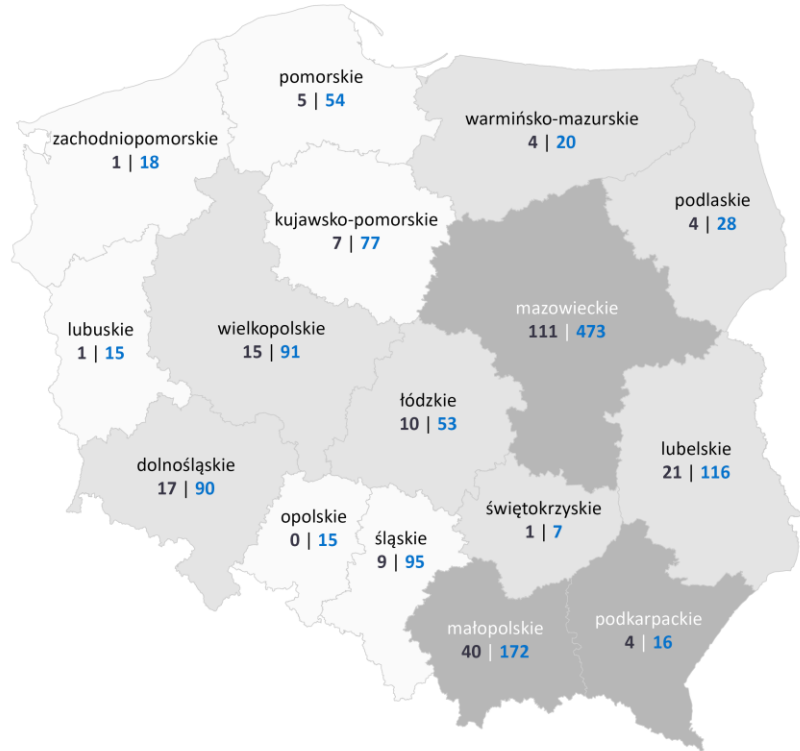 pomorskie
5 | 54
warmińsko-mazurskie
4 | 20
zachodniopomorskie
1 | 18
podlaskie
4 | 28
kujawsko-pomorskie
7 | 77
mazowieckie
111 | 473
lubuskie
1 | 15
wielkopolskie
15 | 91
łódzkie
10 | 53
lubelskie
21 | 116
dolnośląskie
17 | 90
świętokrzyskie
1 | 7
opolskie
0 | 15
śląskie
9 | 95
małopolskie
40 | 172
podkarpackie
4 | 16